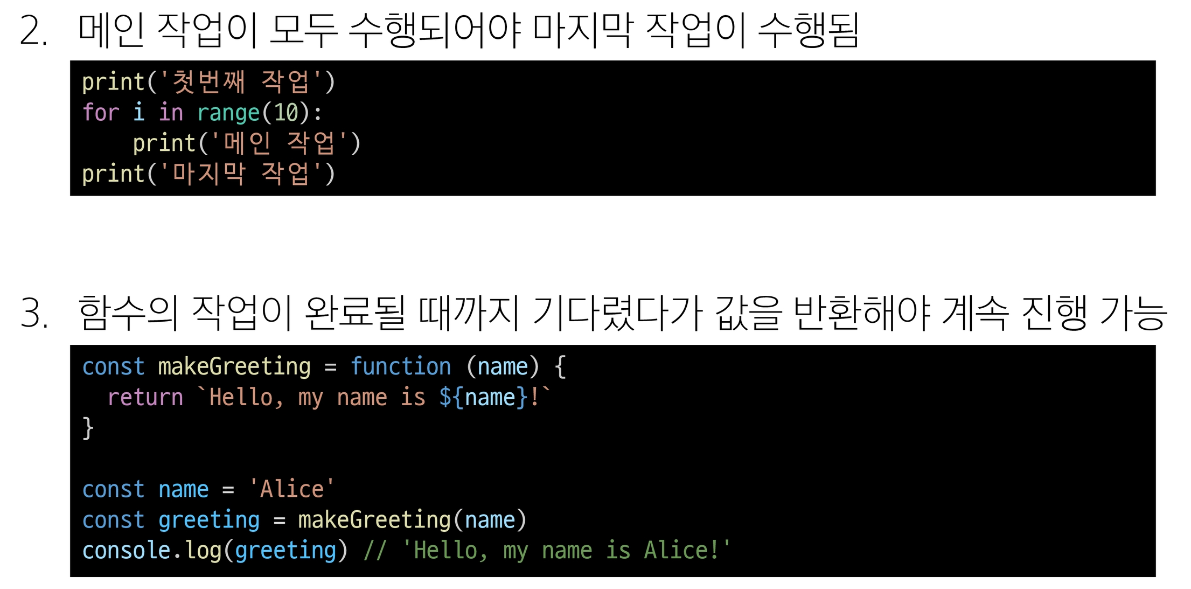 2. 메인 작업이 모두 수행되어야 마지막 작업이 수행됨
print('첫번째 작업')
for i in range(10):
    print('메인 작업')
print('마지막 작업')
3. 함수의 작업이 완료될 때까지 기다렸다가 값을 반환해야 계속 진행 가능
const makeGreeting = function (name) {
  return `Hello, my name is ${name}!`
}
const name = 'Alice'
const greeting = makeGreeting(name)
console.log(greeting) // 'Hello, my name is Alice!'